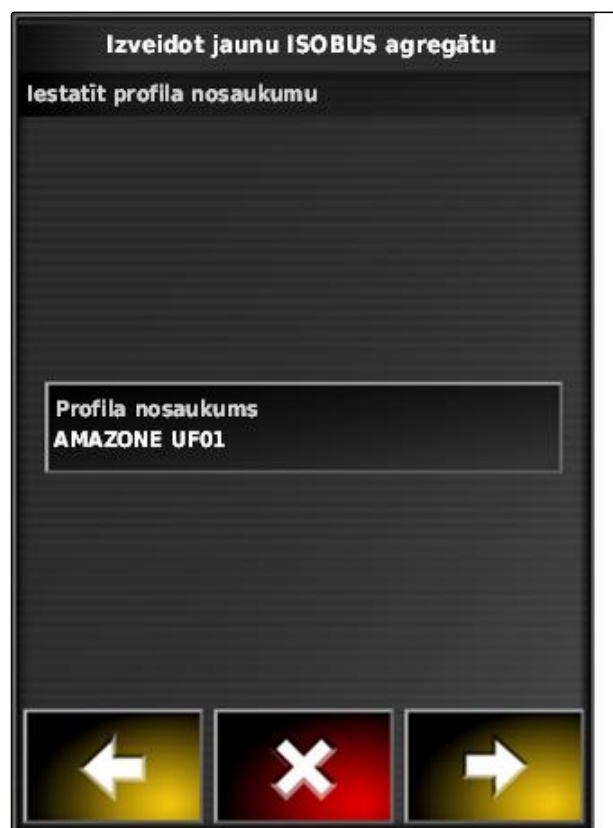 Izveidot jaunu ISOBUS agregātu
Iestatīt profila nosaukumu
Profila nosaukums
AMAZONE UF01